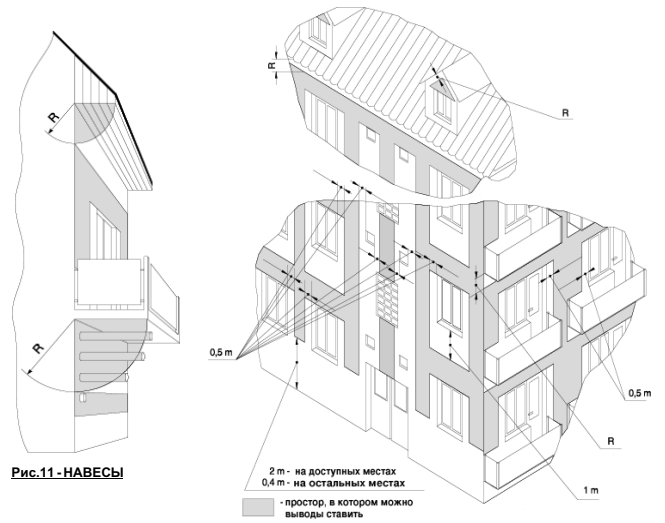 R
R
R
R
0,5 m
0,5 m
R
1 m
2 m - на доступных местах
0,4 m - на остальных местах
- простор, в котором можно
выводы ставить
Рис.11 - НАВЕСЫ